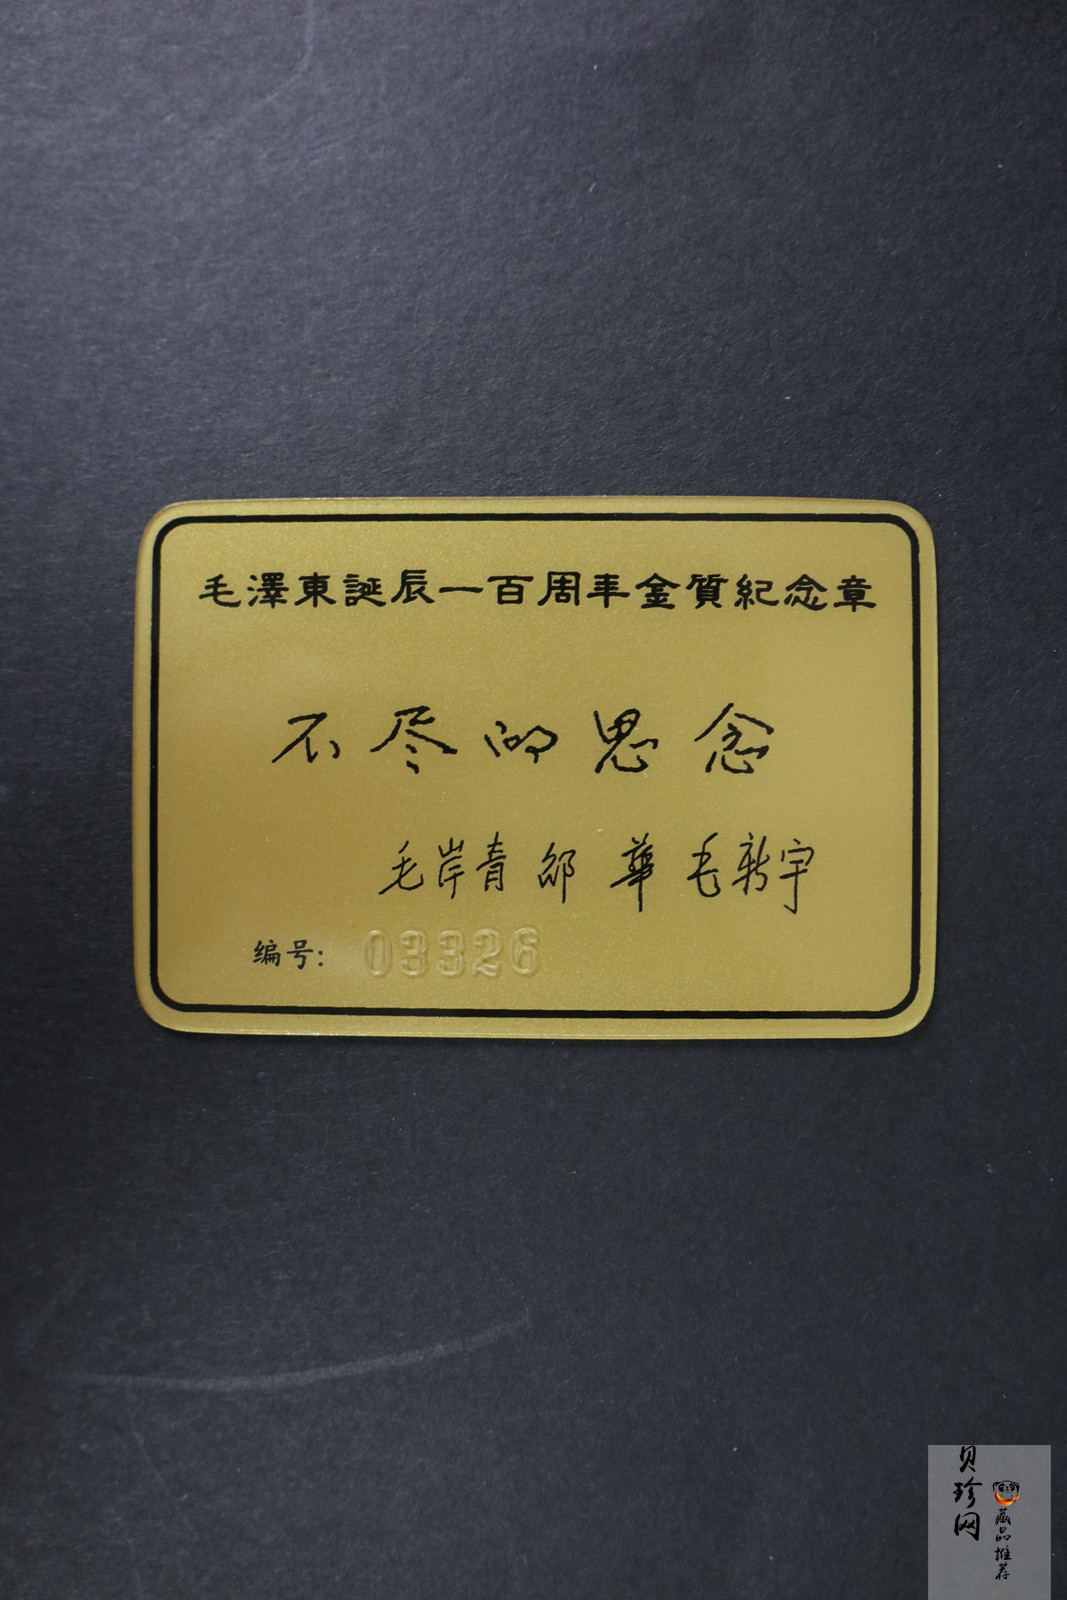 毛澤東誕辰一百周年金質紀念章
不尽的思念
毛岸青 邵華 毛新宇
编号: 03326
贝珍网
藏品推荐